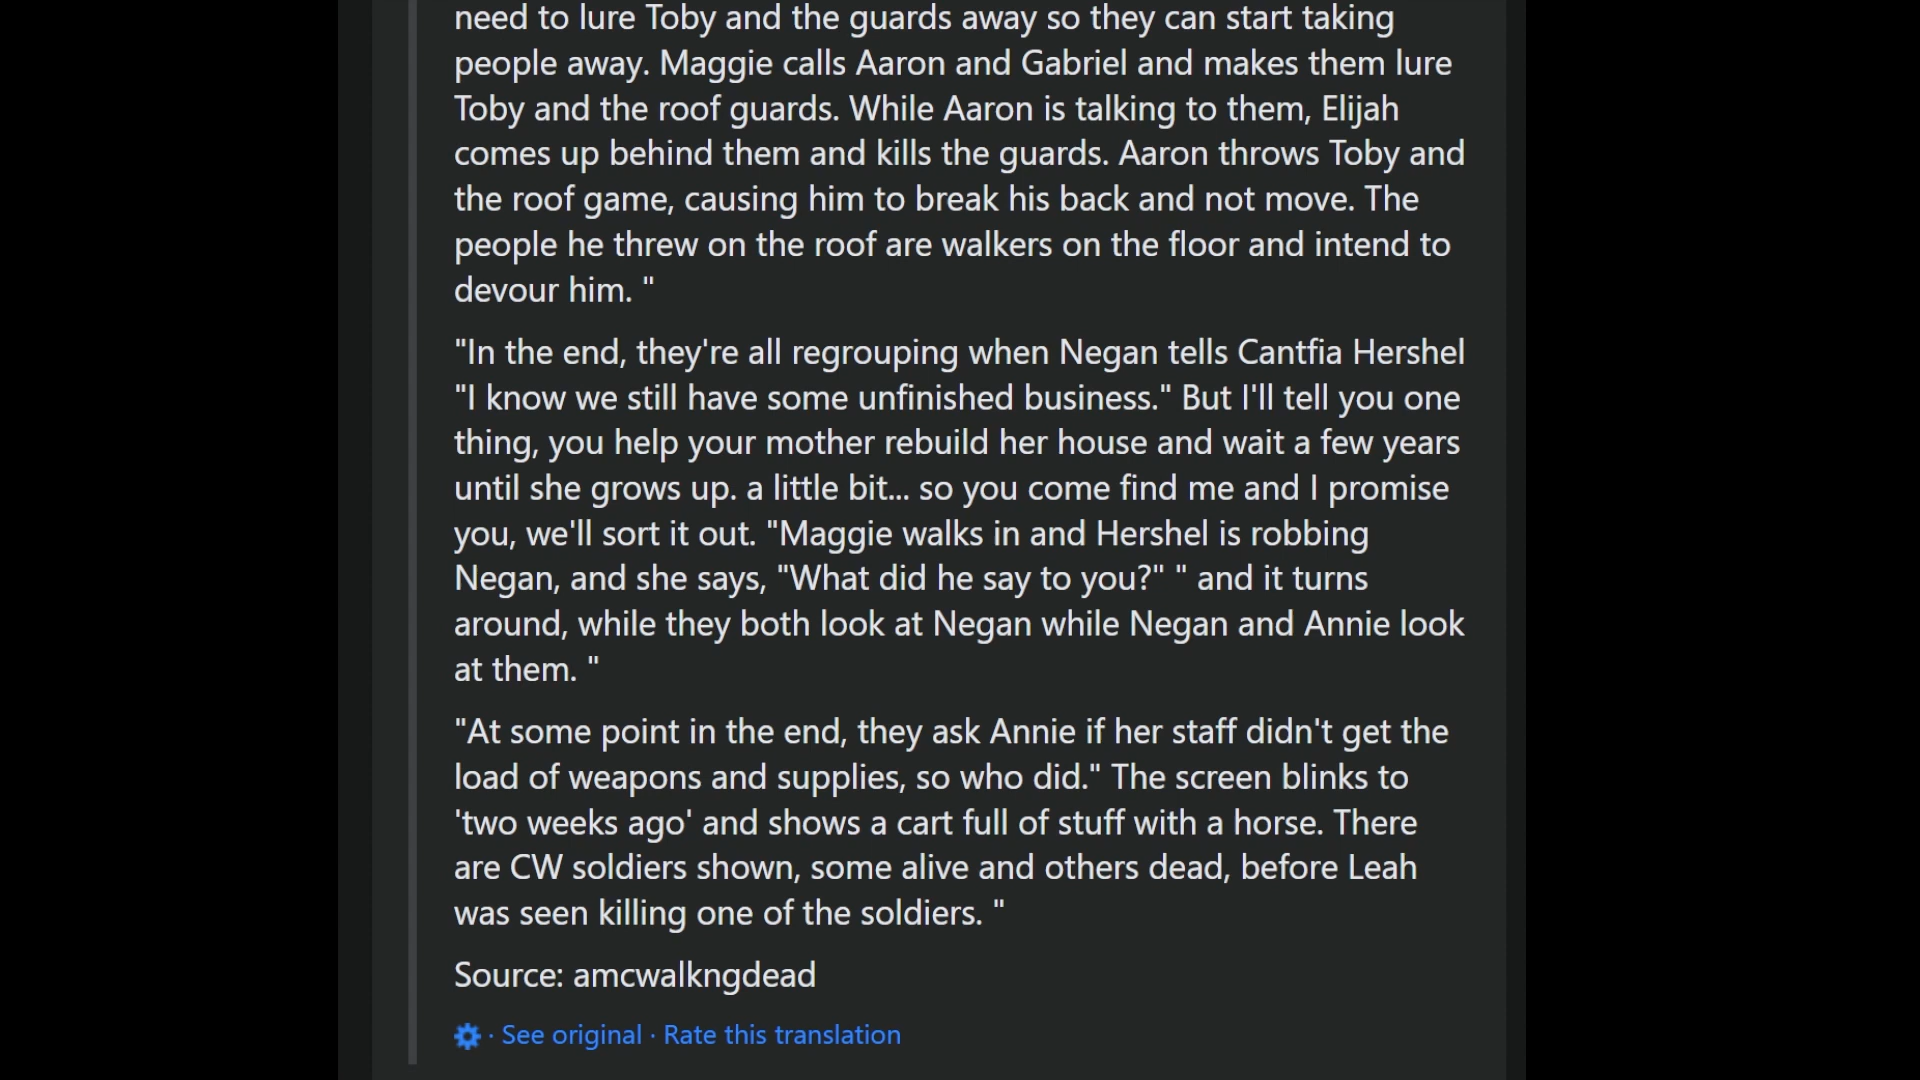 need to lure Toby and the guards away so they can start taking
people away. Maggie calls Aaron and Gabriel and makes them lure
Toby and the roof guards. While Aaron is talking to them, Elijah
comes up behind them and kills the guards. Aaron throws Toby and
the roof game, causing him to break his back and not move. The
people he threw on the roof are walkers on the floor and intend to
devour him. "
"In the end, they're all regrouping when Negan tells Cantfia Hershel
"I know we still have some unfinished business." But I'll tell you one
thing, you help your mother rebuild her house and wait a few years
until she grows up. a little bit... so you come find me and I promise
you, we'll sort it out. "Maggie walks in and Hershel is robbing
Negan, and she says, "What did he say to you?" " and it turns
around, while they both look at Negan while Negan and Annie look
at them. "
"At some point in the end, they ask Annie if her staff didn't get the
load of weapons and supplies, so who did." The screen blinks to
'two weeks ago' and shows a cart full of stuff with a horse. There
are CW soldiers shown, some alive and others dead, before Leah
was seen killing one of the soldiers. "
Source: amcwalkngdead
· See original · Rate this translation